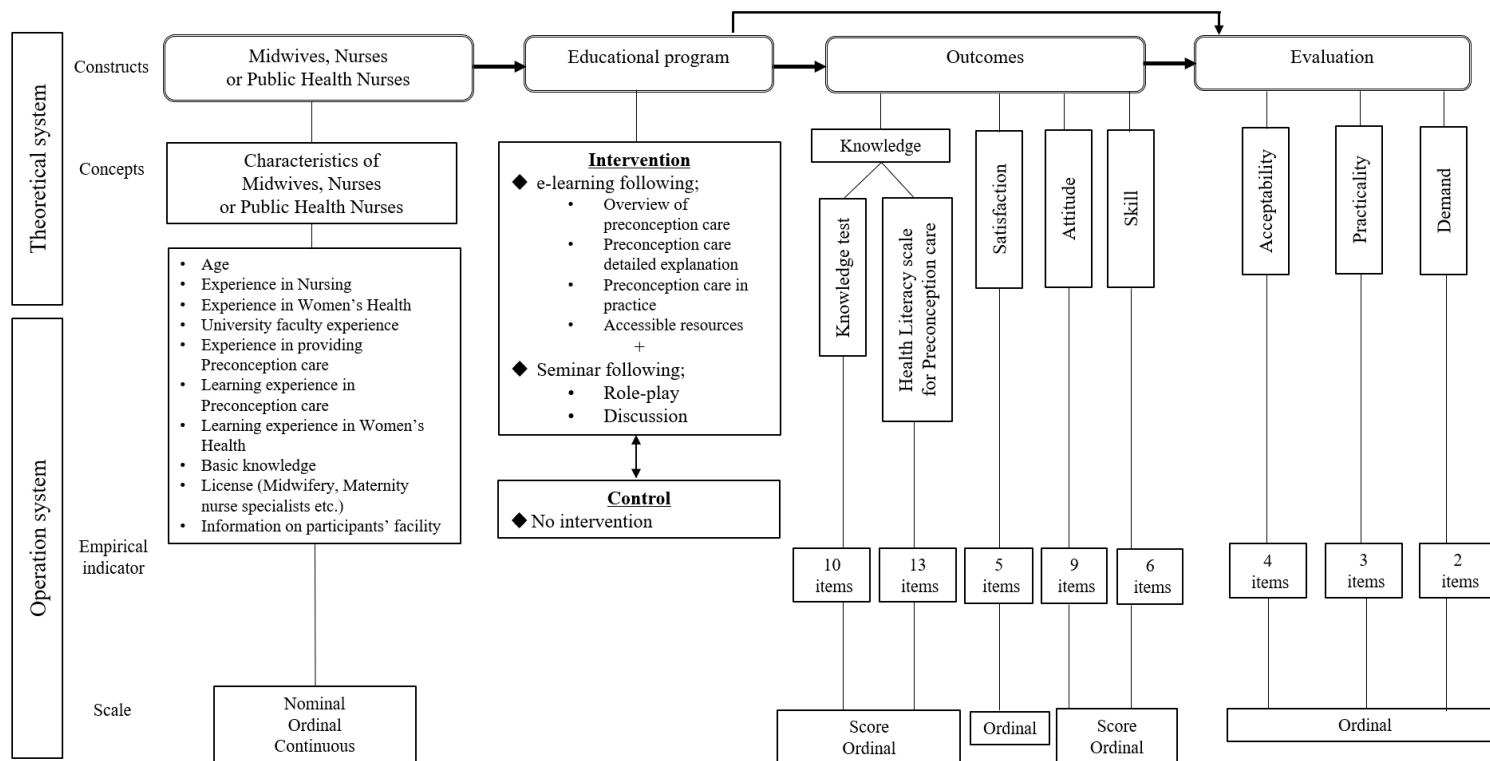 Theoretical system
Operation system
Constructs
Concepts
Empirical
indicator
Scale
Midwives, Nurses
or Public Health Nurses
Characteristics of
Midwives, Nurses
or Public Health Nurses
• Age
• Experience in Nursing
• Experience in Women’s Health
• University faculty experience
• Experience in providing
Preconception care
• Learning experience in
Preconception care
• Learning experience in Women’s
Health
• Basic knowledge
• License (Midwifery, Maternity
nurse specialists etc.)
• Information on participants’ facility
Nominal
Ordinal
Continuous
Educational program
Intervention
◆ e-learning following;
• Overview of
preconception care
• Preconception care
detailed explanation
• Preconception care in
practice
• Accessible resources
+
◆ Seminar following;
• Role-play
• Discussion
Control
◆ No intervention
Outcomes
Knowledge
Knowledge test
Health Literacy scale
for Preconception care
Satisfaction
Attitude
Skill
10
items
13
items
5
items
9
items
6
items
Score
Ordinal
Ordinal
Score
Ordinal
Evaluation
Acceptability
Practicality
Demand
4
items
3
items
2
items
Ordinal